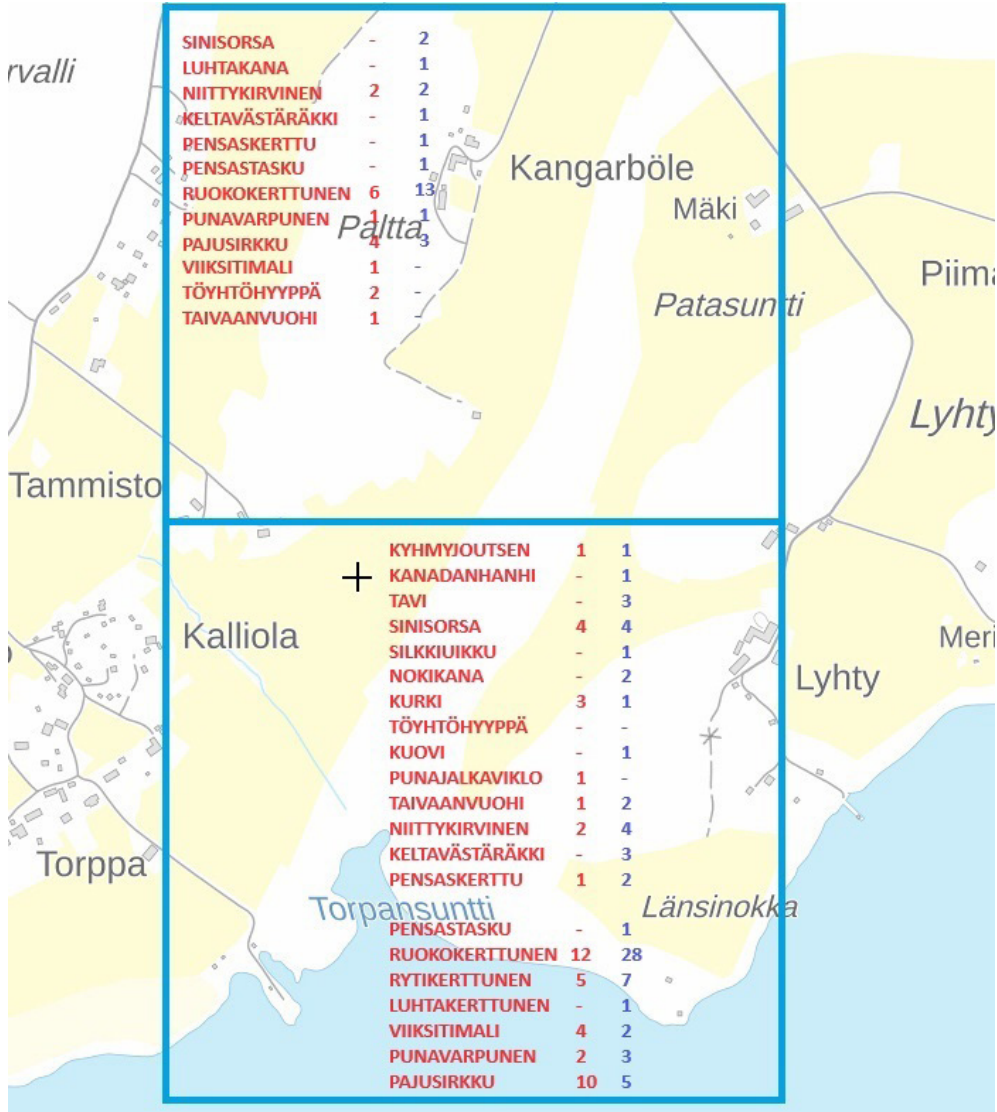 rvalli
SINISORSA - 2
LUHTAKANA - 1
NIITTYKIRVINEN 2 2
KELTAVÄSTÄRÄKKI - 1
PENSASKERTTU - 1
PENSASTASKU - 1
RUOKOKERTTUNEN 6 13
PUNAVARPUNEN 1 1
PAJUSIRKKU 4 3
VIIKSITIMALI 1 -
TÖYHTÖHYYPPÄ 2 -
TAIVAANVUOHI 1 -
Kangarböle
Mäki
Paltta
Piima
Patasuntti
Lyhty
Tammisto
KYHMYJOUTSEN 1 1
KANADANHANHI - 1
TAVI - 3
SINISORSA 4 4
SILKKIUIKKU - 1
NOKIKANA - 2
KURKI 3 1
TÖYHTÖHYYPPÄ - -
KUOVI - 1
PUNAJALKAVIKLO 1 -
TAIVAANVUOHI 1 2
NIITTYKIRVINEN 2 4
KELTAVÄSTÄRÄKKI - 3
PENSASKERTTU 1 2
PENSASTASKU - 1
RUOKOKERTTUNEN 12 28
RYTIKERTTUNEN 5 7
LUHTAKERTTUNEN - 1
VIIKSITIMALI 4 2
PUNAVARPUNEN 2 3
PAJUSIRKKU 10 5
Kalliola
Meri
Lyhty
Torppa
Torpansuntti
Länsinokka